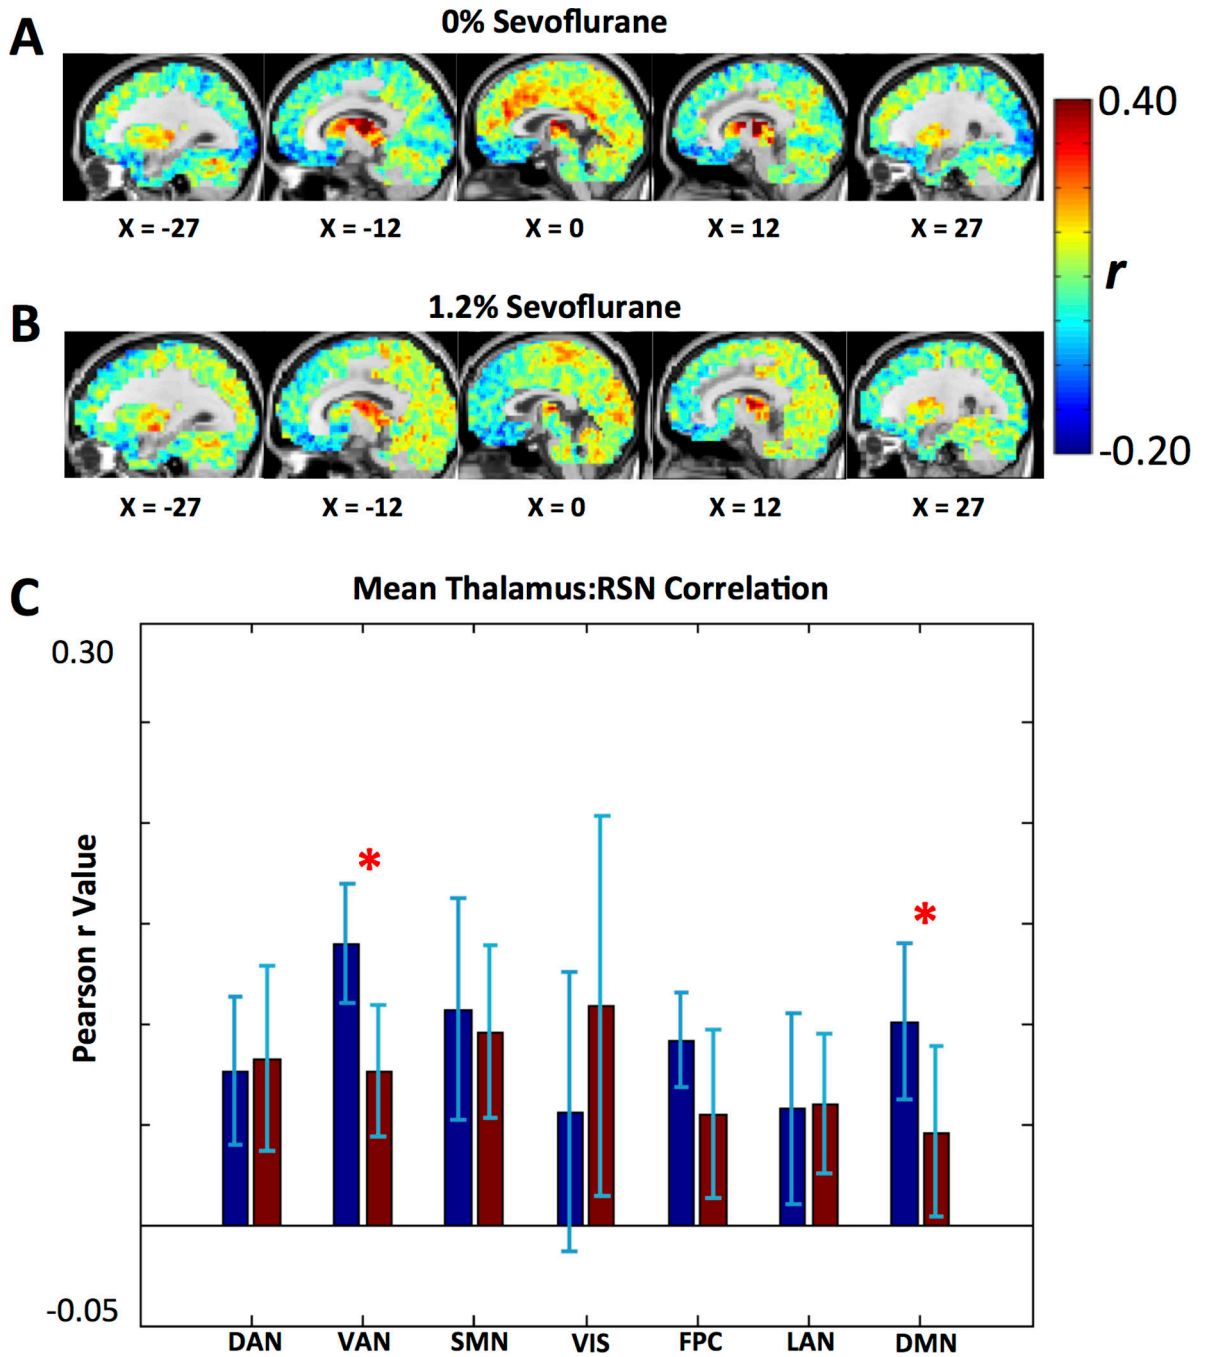 A
0% Sevoflurane
0.40
X = -27 X = -12 X = 0 X = 12 X = 27
r
B
1.2% Sevoflurane
-0.20
X = -27 X = -12 X = 0 X = 12 X = 27
C
Mean Thalamus:RSN Correlation
0.30
*
*
Pearson r Value
-0.05
DAN VAN SMN VIS FPC LAN DMN